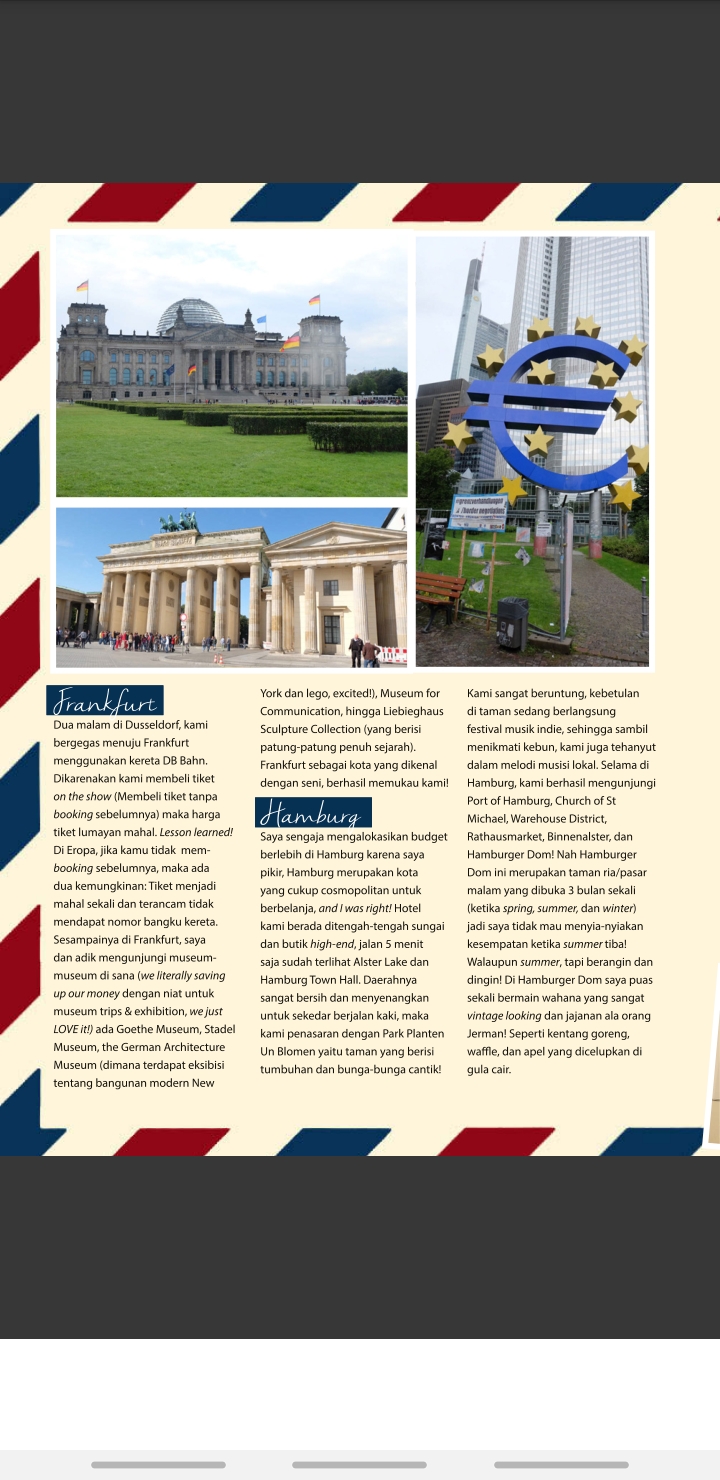 Frankfurt
Dua malam di Dusseldorf, kami
bergegas menuju Frankfurt
menggunakan kereta DB Bahn.
Dikarenakan kami membeli tiket
on the show (Membeli tiket tanpa
booking sebelumnya) maka harga
tiket lumayan mahal. Lesson learned!
Di Eropa, jika kamu tidak mem-
booking sebelumnya, maka ada
dua kemungkinan: Tiket menjadi
mahal sekali dan terancam tidak
mendapat nomor bangku kereta.
Sesampainya di Frankfurt, saya
dan adik mengunjungi museum-
museum di sana (we literally saving
up our money dengan niat untuk
museum trips & exhibition, we just
LOVE it!) ada Goethe Museum, Stadel
Museum, the German Architecture
Museum (dimana terdapat eksibisi
tentang bangunan modern New
York dan lego, excited!), Museum for
Communication, hingga Liebieghaus
Sculpture Collection (yang berisi
patung-patung penuh sejarah).
Frankfurt sebagai kota yang dikenal
dengan seni, berhasil memukau kami!
Hamburg
Saya sengaja mengalokasikan budget
berlebih di Hamburg karena saya
pikir, Hamburg merupakan kota
yang cukup cosmopolitan untuk
berbelanja, and I was right! Hotel
kami berada ditengah-tengah sungai
dan butik high-end, jalan 5 menit
saja sudah terlihat Alster Lake dan
Hamburg Town Hall. Daerahnya
sangat bersih dan menyenangkan
untuk sekedar berjalan kaki, maka
kami penasaran dengan Park Planten
Un Blomen yaitu taman yang berisi
tumbuhan dan bunga-bunga cantik!
Kami sangat beruntung, kebetulan
di taman sedang berlangsung
festival musik indie, sehingga sambil
menikmati kebun, kami juga tehanyut
dalam melodi musisi lokal. Selama di
Hamburg, kami berhasil mengunjungi
Port of Hamburg, Church of St
Michael, Warehouse District,
Rathausmarket, Binnenalster, dan
Hamburger Dom! Nah Hamburger
Dom ini merupakan taman ria/pasar
malam yang dibuka 3 bulan sekali
(ketika spring, summer, dan winter)
jadi saya tidak mau menyia-nyiakan
kesempatan ketika summer tiba!
Walaupun summer, tapi berangin dan
dingin! Di Hamburger Dom saya puas
sekali bermain wahana yang sangat
vintage looking dan jajanan ala orang
Jerman! Seperti kentang goreng,
waffle, dan apel yang dicelupkan di
gula cair.